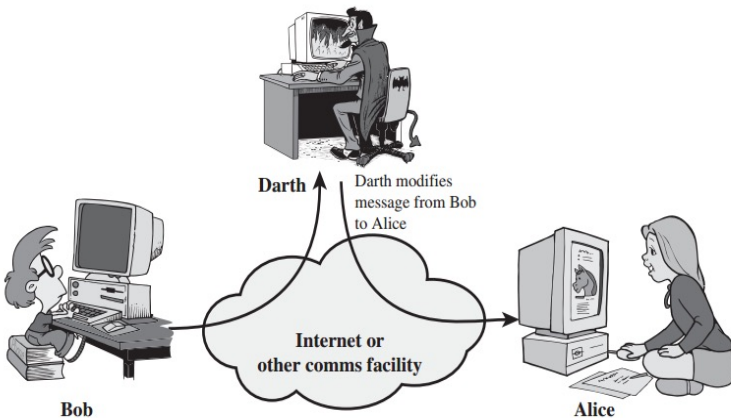 Darth
Darth modifies
message from Bob
to Alice
Internet or
other comms facility
Bob
Alice